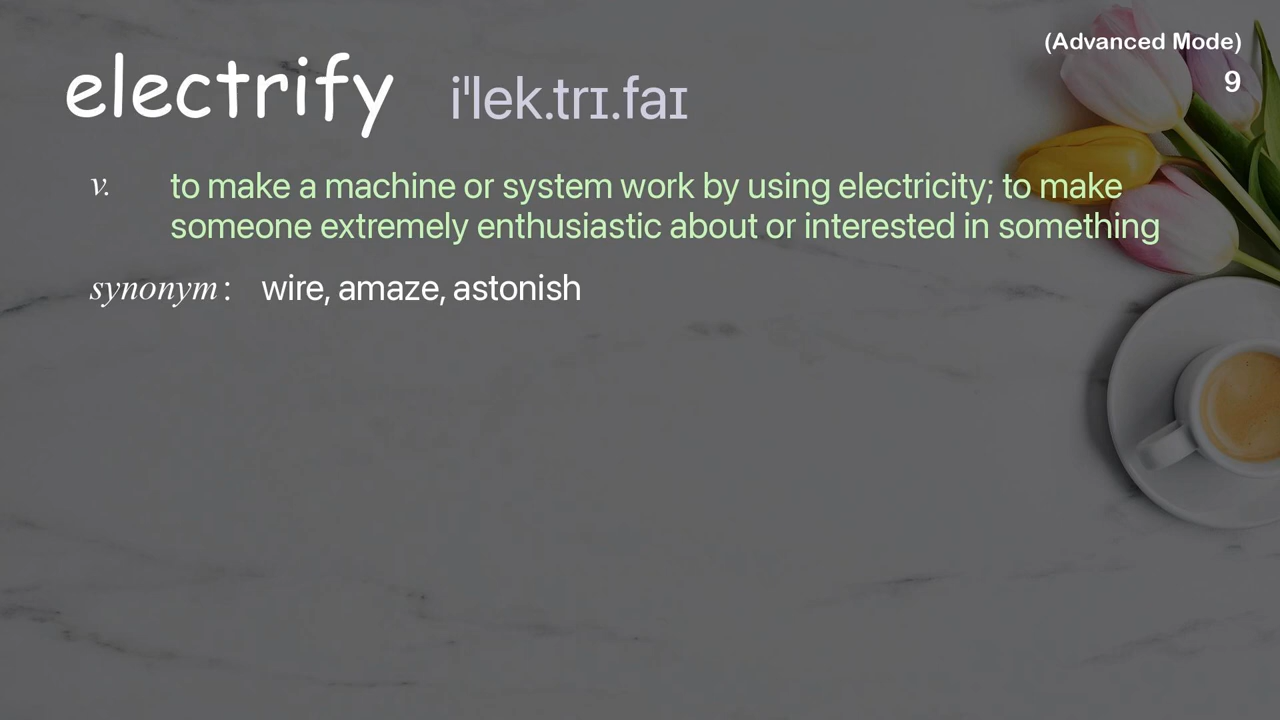 (Advanced Mode)
9
electrify iˈlek.trɪ.faɪ
v. to make a machine or system work by using electricity; to make
someone extremely enthusiastic about or interested in something
synonym: wire, amaze, astonish